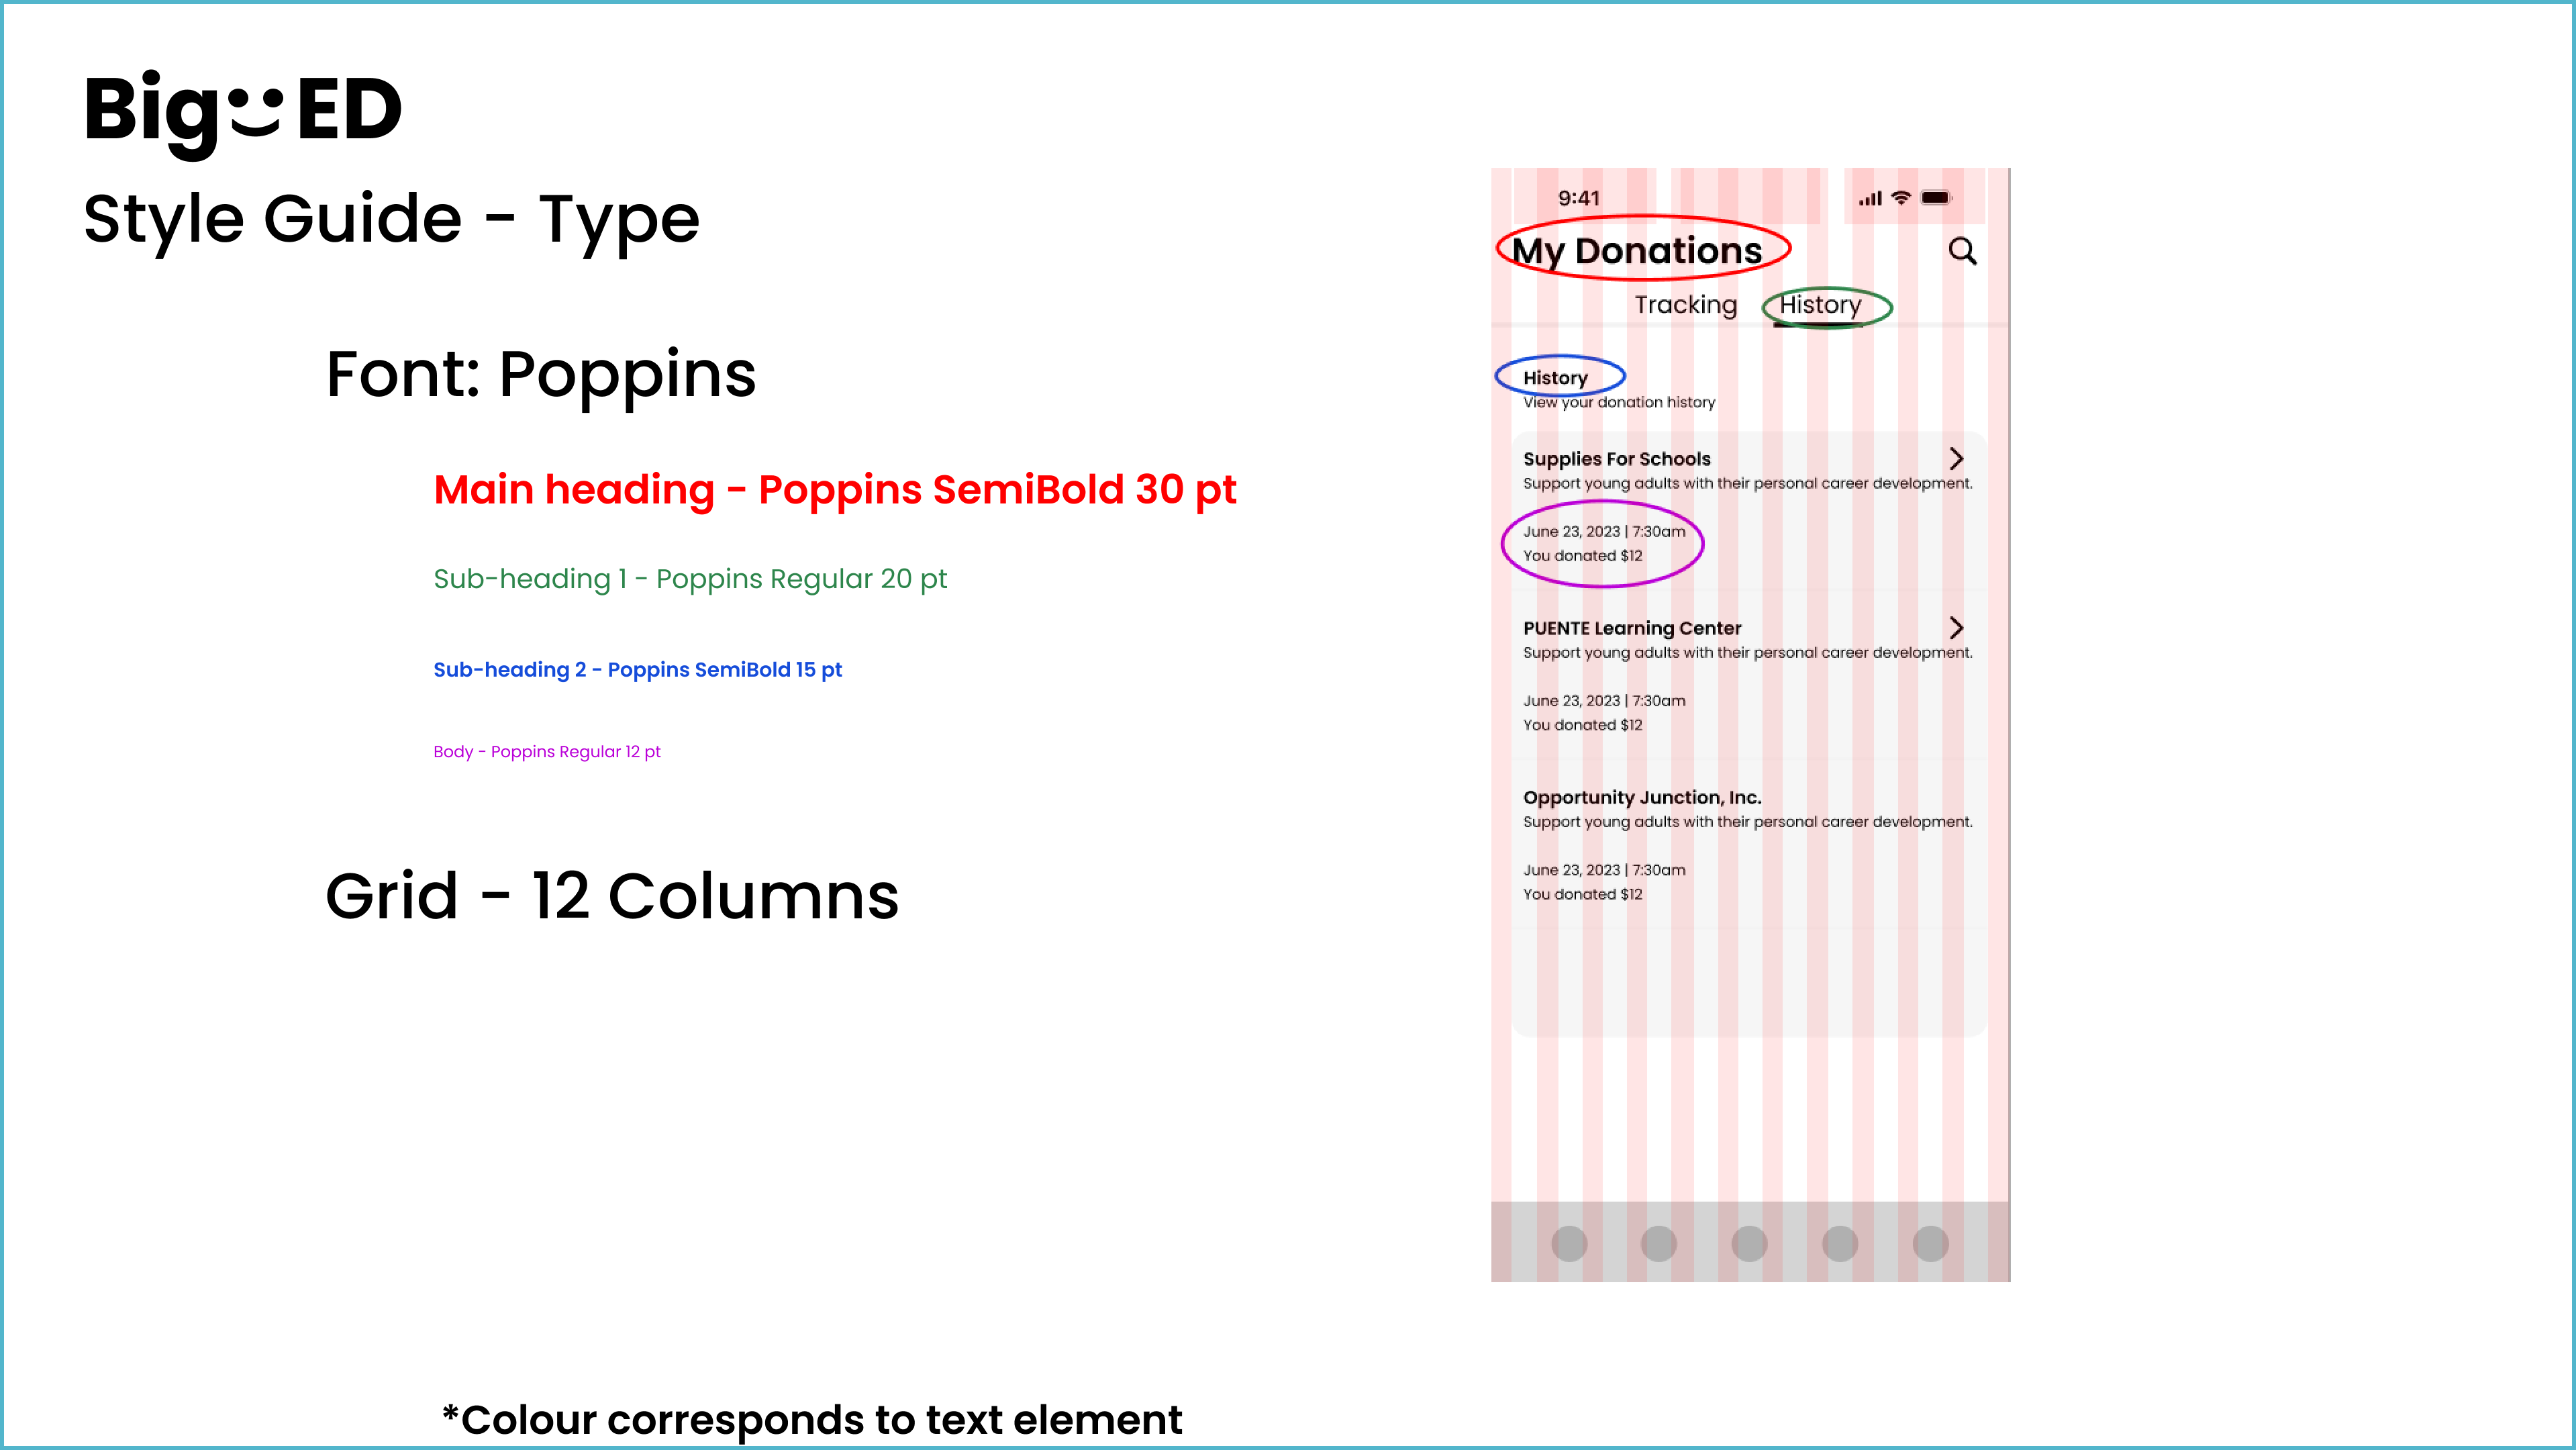 Big ED
Style Guide - Type
Font: Poppins
Main heading - Poppins SemiBold 30 pt
Sub-heading 1 - Poppins Regular 20 pt
Sub-heading 2 - Poppins SemiBold 15 pt
Body - Poppins Regular 12 pt
Grid - 12 Columns
*Colour corresponds to text element
9:41
My Donations
Tracking History
History
View your donation history
Supplies For Schools
Support young adults with their personal career development.
June 23, 2023 | 7:30am
You donated $12
PUENTE Learning Center
Support young adults with their personal career development.
June 23, 2023 | 7:30am
You donated $12
Opportunity Junction, Inc.
Support young adults with their personal career development.
June 23, 2023 | 7:30am
You donated $12